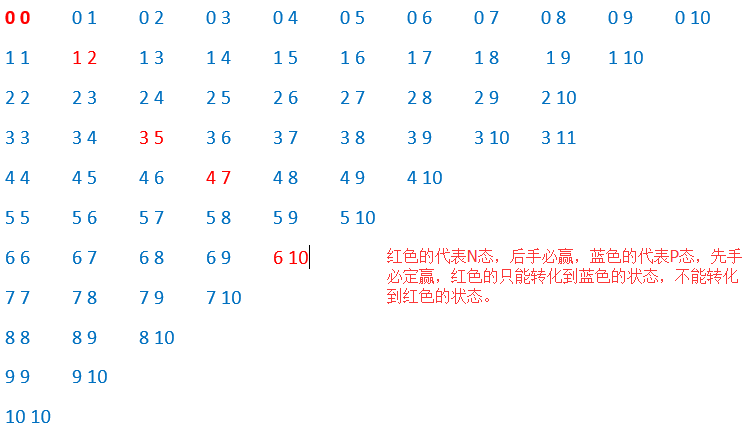 0 0 0 1 0 2 0 3 0 4 0 5 0 6 0 7 0 8 0 9 0 10
1 1 1 2 1 3 1 4 1 5 1 6 1 7 1 8 1 9 1 10
2 2 2 3 2 4 2 5 2 6 2 7 2 8 2 9 2 10
3 3 3 4 3 5 3 6 3 7 3 8 3 9 3 10 3 11
4 4 4 5 4 6 4 7 4 8 4 9 4 10
5 5 5 6 5 7 5 8 5 9 5 10
6 6 6 7 6 8 6 9 6 10
红色的代表N态，后手必赢，蓝色的代表P态，先手
必定赢，红色的只能转化到蓝色的状态，不能转化
到红色的状态。
7 7 7 8 7 9 7 10
8 8 8 9 8 10
9 9 9 10
10 10